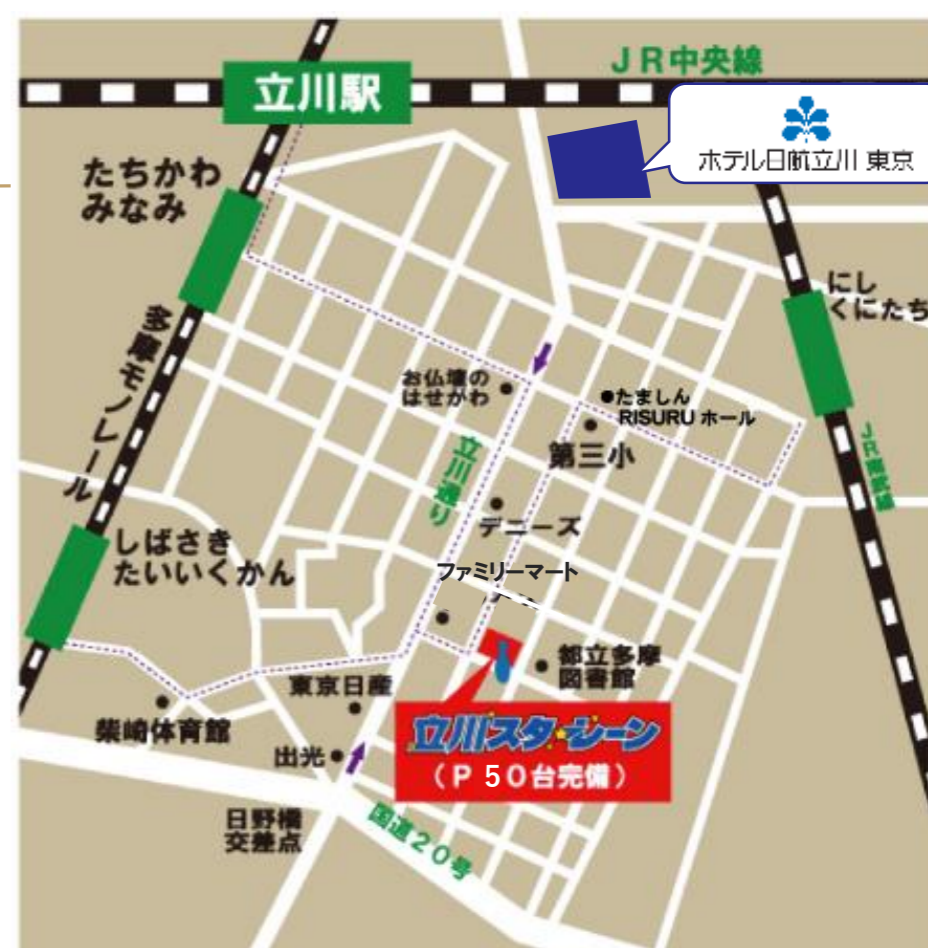 JR中央線
立川駅
ホテル日航立川 東京
たちかわ
みなみ
にし
くにたち
多摩モノレール
お仏壇の
はせがわ
たましん
RISURU ホール
第三小
立川通り
JR南武線
デニーズ
しばさき
たいいくかん
ファミリーマート
都立多摩
図書館
東京日産
柴崎体育館
立川スターレーン
(P 50台完備)
出光
日野橋
交差点
国道20号